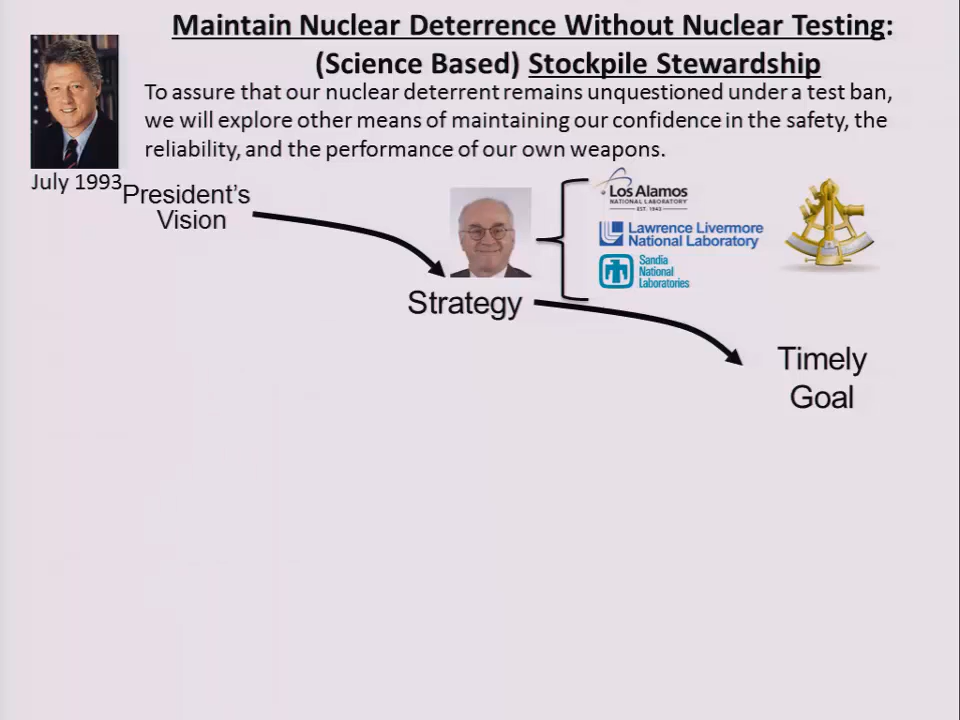 Maintain Nuclear Deterrence Without Nuclear Testing:
(Science Based) Stockpile Stewardship
To assure that our nuclear deterrent remains unquestioned under a test ban,
we will explore other means of maintaining our confidence in the safety, the
reliability, and the performance of our own weapons.
July 1993
President's
Vision
Strategy
Los Alamos
NATIONAL LABORATORY
EST. 1943
Lawrence Livermore
National Laboratory
Sandia
National
Laboratories
Timely
Goal